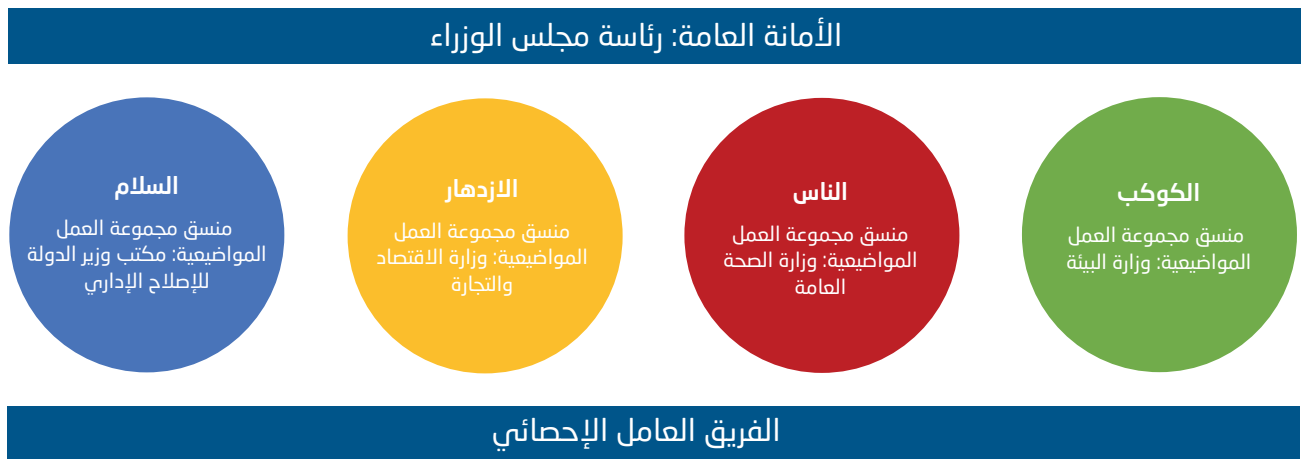 الأمانة العامة: رئاسة مجلس الوزراء
الكوكب
منسق مجموعة العمل
المواضيعية: وزارة البيئة
الناس
منسق مجموعة العمل
المواضيعية: وزارة الصحة
العامة
الازدهار
منسق مجموعة العمل
المواضيعية: وزارة الاقتصاد
والتجارة
السلام
منسق مجموعة العمل
المواضيعية: مكتب وزير الدولة
للإصلاح الإداري
الفريق العامل الإحصائي